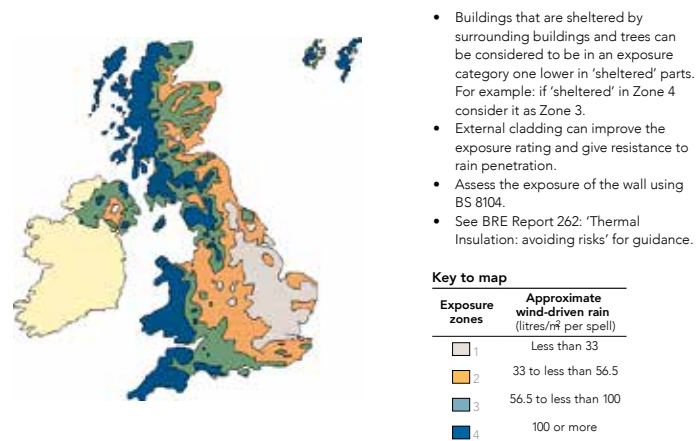 • Buildings that are sheltered by
surrounding buildings and trees can
be considered to be in an exposure
category one lower in ‘sheltered’ parts.
For example: if ‘sheltered’ in Zone 4
consider it as Zone 3.
• External cladding can improve the
exposure rating and give resistance to
rain penetration.
• Assess the exposure of the wall using
BS 8104.
• See BRE Report 262: ‘Thermal
Insulation: avoiding risks’ for guidance.
Key to map
Exposure zones
Approximate
wind-driven rain
(litres/m² per spell)
1 Less than 33
2 33 to less than 56.5
3 56.5 to less than 100
4 100 or more